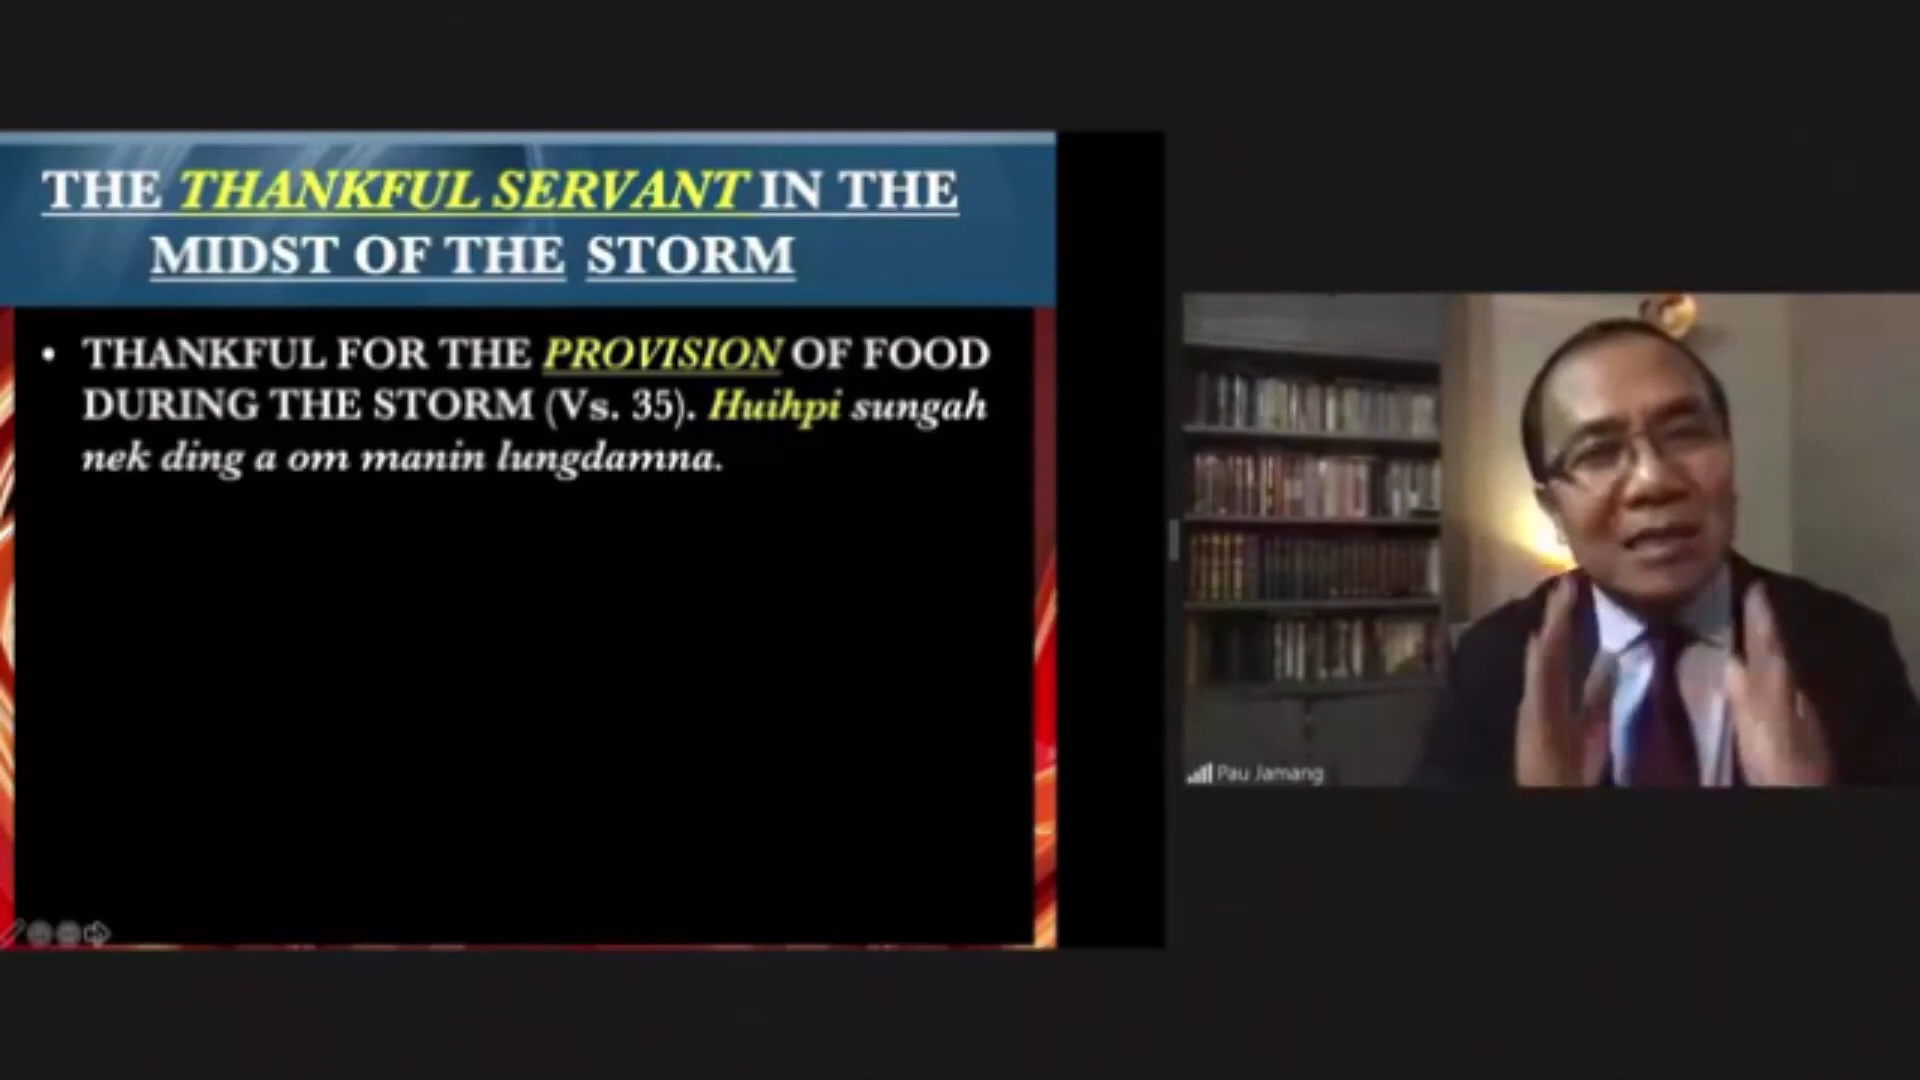 THE THANKFUL SERVANT IN THE
MIDST OF THE STORM
• THANKFUL FOR THE PROVISION OF FOOD
DURING THE STORM (Vs. 35). Huihpi sungah
nek ding a om manin lungdamna.
Pau Jamang